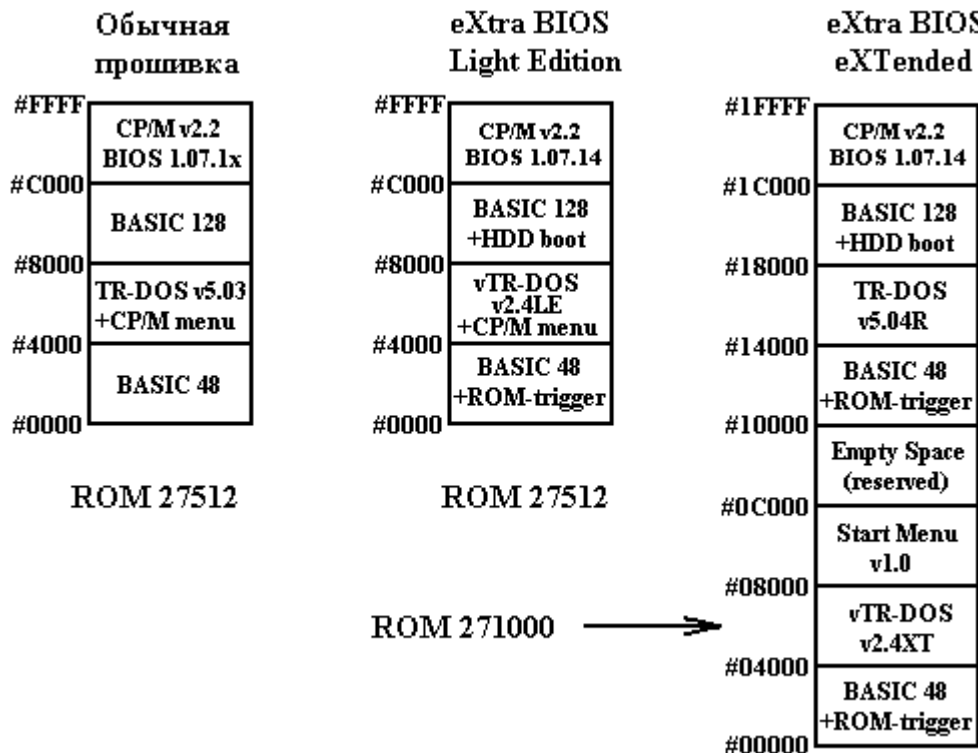 Обычная
прошивка
#FFFF
CP/M v2.2
BIOS 1.07.1x
#C000
BASIC 128
#8000
TR-DOS v5.03
+CP/M menu
#4000
BASIC 48
#0000
ROM 27512
eXtra BIOS
Light Edition
#FFFF
CP/M v2.2
BIOS 1.07.14
#C000
BASIC 128
+HDD boot
#8000
vTR-DOS
v2.4LE
+CP/M menu
#4000
BASIC 48
+ROM-trigger
#0000
ROM 27512
ROM 271000
eXtra BIOS
eXTended
#1FFFF
CP/M v2.2
BIOS 1.07.14
#1C000
BASIC 128
+HDD boot
#18000
TR-DOS
v5.04R
#14000
BASIC 48
+ROM-trigger
#10000
Empty Space
(reserved)
#0C000
Start Menu
v1.0
#08000
vTR-DOS
v2.4XT
#04000
BASIC 48
+ROM-trigger
#00000